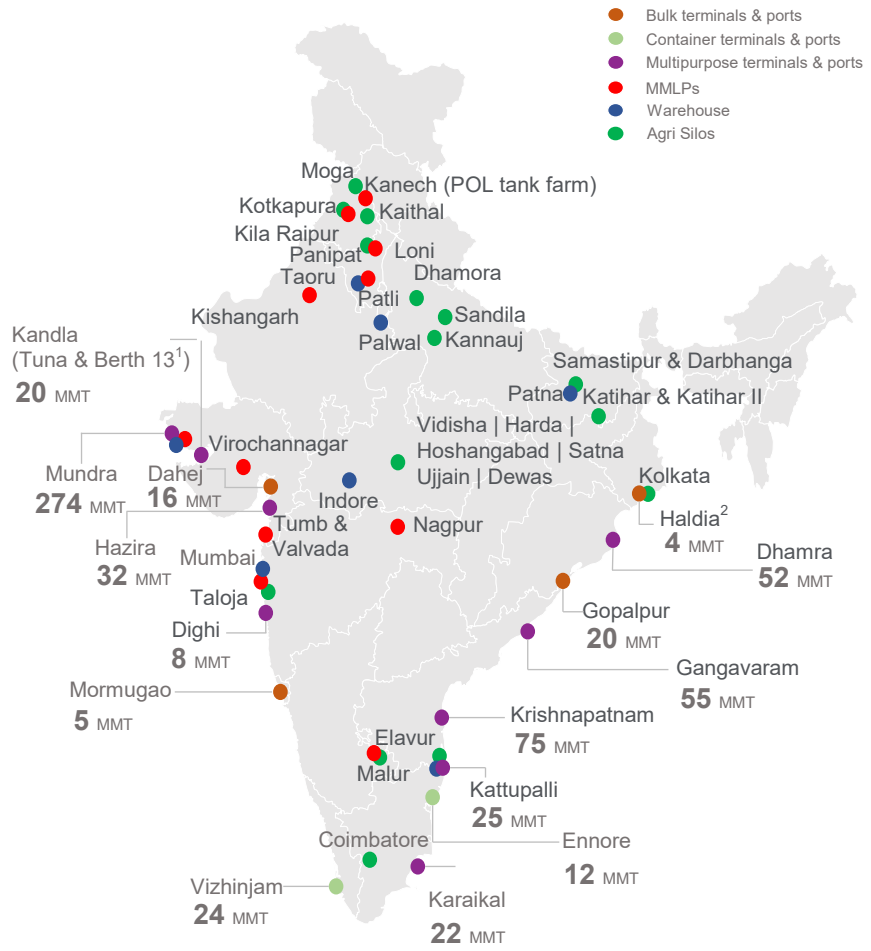 Bulk terminals & ports
Container terminals & ports
Multipurpose terminals & ports
MMLPs
Warehouse
Agri Silos
Moga
Kanech (POL tank farm)
Kotkapura
Kaithal
Kila Raipur
Panipat
Loni
Taoru
Dhamora
Patli
Kishangarh
Sandila
Palwal
Kannauj
Kandla
(Tuna & Berth 13¹)
20 MMT
Samastipur & Darbhanga
Patna
Katihar & Katihar II
Vidisha | Harda |
Hoshangabad | Satna
Ujjain | Dewas
Virochannagar
Mundra
274 MMT
Dahej
16 MMT
Indore
Kolkata
Haldia²
4 MMT
Tumb &
Valvada
Nagpur
Hazira
32 MMT
Dhamra
52 MMT
Mumbai
Taloja
Gopalpur
20 MMT
Dighi
8 MMT
Gangavaram
55 MMT
Mormugao
5 MMT
Krishnapatnam
75 MMT
Elavur
Malur
Kattupalli
25 MMT
Coimbatore
Ennore
12 MMT
Vizhinjam
24 MMT
Karaikal
22 MMT